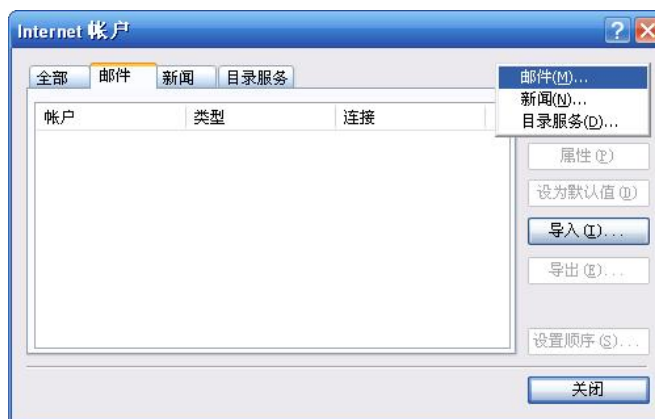 Internet 帐户
全部 邮件 新闻 目录服务
邮件(M)...
新闻(N)...
目录服务(D)...
帐户 类型 连接
属性(P)
设为默认值(D)
导入(I)...
导出(E)...
设置顺序(S)...
关闭